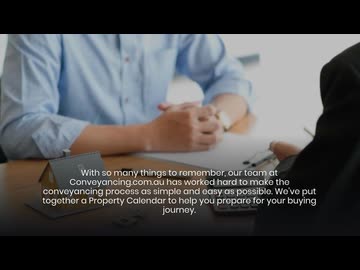 With so many things to remember, our team at
Conveyancing.com.au has worked hard to make the
conveyancing process as simple and easy as possible. We've put
together a Property Calendar to help you prepare for your buying
journey.